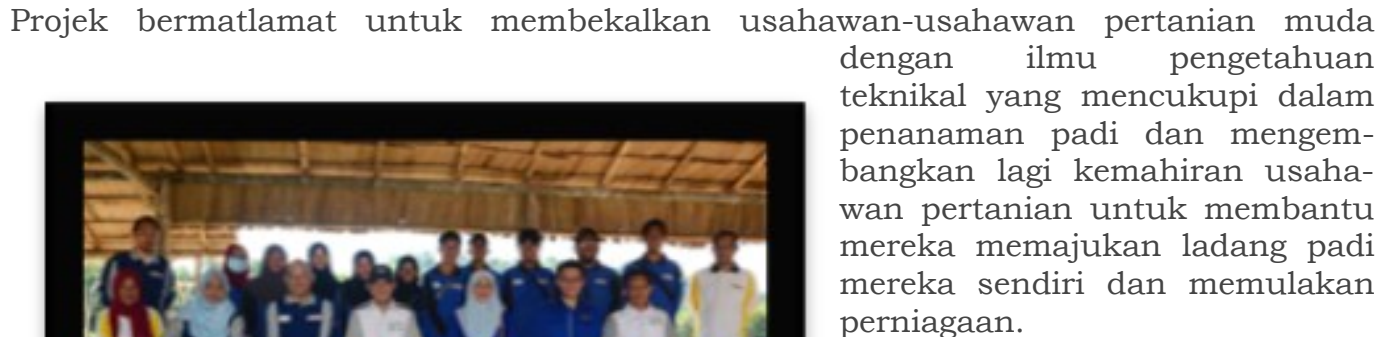 Projek bermatlamat untuk membekalkan usahawan-usahawan pertanian muda
dengan ilmu pengetahuan
teknikal yang mencukupi dalam
penanaman padi dan mengem-
bangkan lagi kemahiran usaha-
wan pertanian untuk membantu
mereka memajukan ladang padi
mereka sendiri dan memulakan
perniagaan.